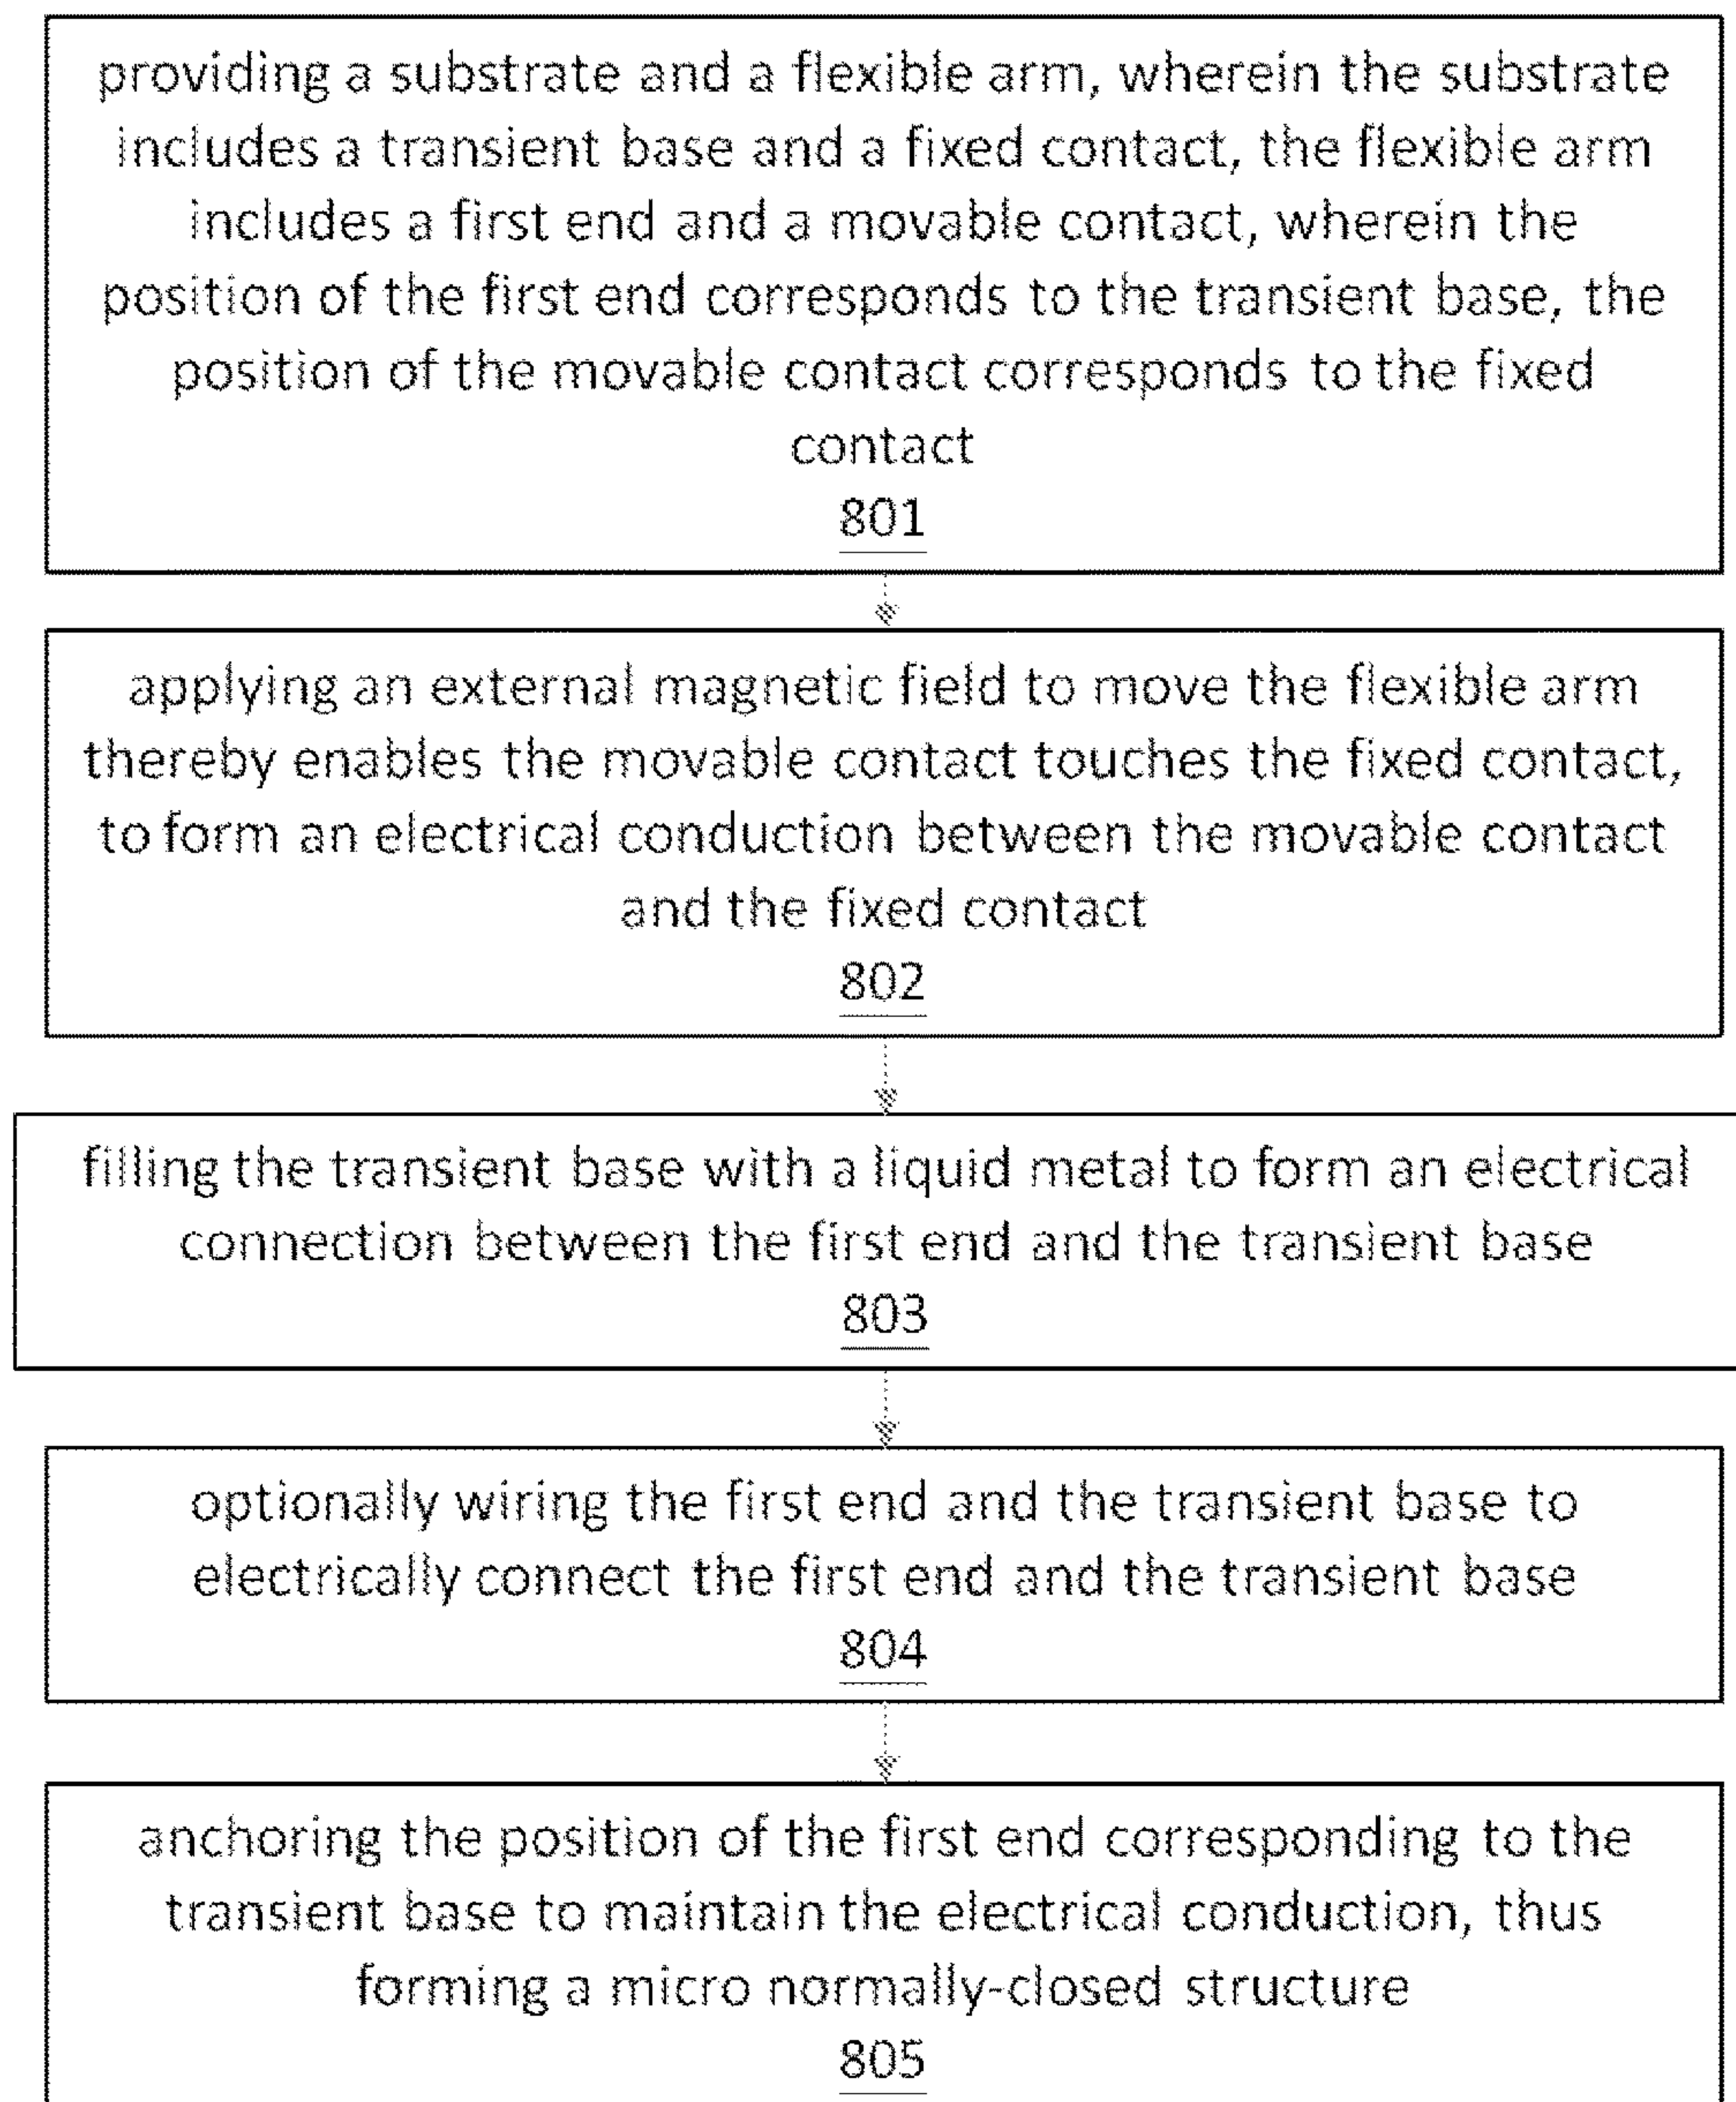 providing a substrate and a flexible arm, wherein the substrate
includes a transient base and a fixed contact, the flexible arm
includes a first end and a movable contact, wherein the
position of the first end corresponds to the transient base, the
position of the movable contact corresponds to the fixed
contact
801
applying an external magnetic field to move the flexible arm
thereby enables the movable contact touches the fixed contact,
to form an electrical conduction between the movable contact
and the fixed contact
802
filling the transient base with a liquid metal to form an electrical
connection between the first end and the transient base
803
optionally wiring the first end and the transient base to
electrically connect the first end and the transient base
804
anchoring the position of the first end corresponding to the
transient base to maintain the electrical conduction, thus
forming a micro normally-closed structure
805